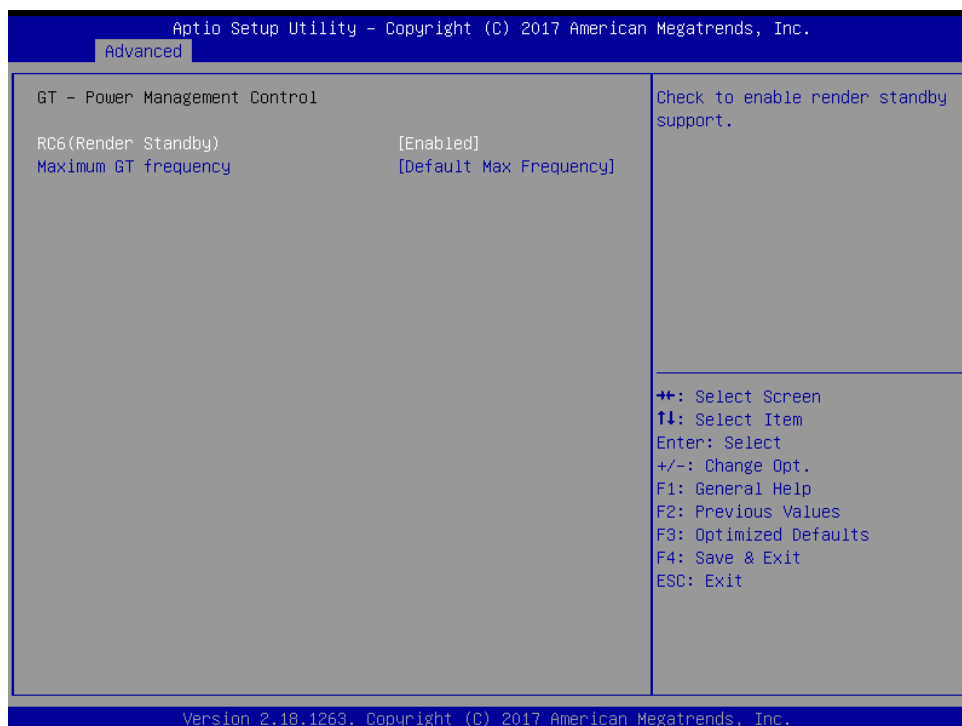 Aptio Setup Utility – Copyright (C) 2017 American Megatrends, Inc.
Advanced
GT – Power Management Control
RC6(Render Standby) [Enabled]
Maximum GT frequency [Default Max Frequency]
Check to enable render standby
support.
→←: Select Screen
↑↓: Select Item
Enter: Select
+/-: Change Opt.
F1: General Help
F2: Previous Values
F3: Optimized Defaults
F4: Save & Exit
ESC: Exit
Version 2.18.1263. Copyright (C) 2017 American Megatrends, Inc.